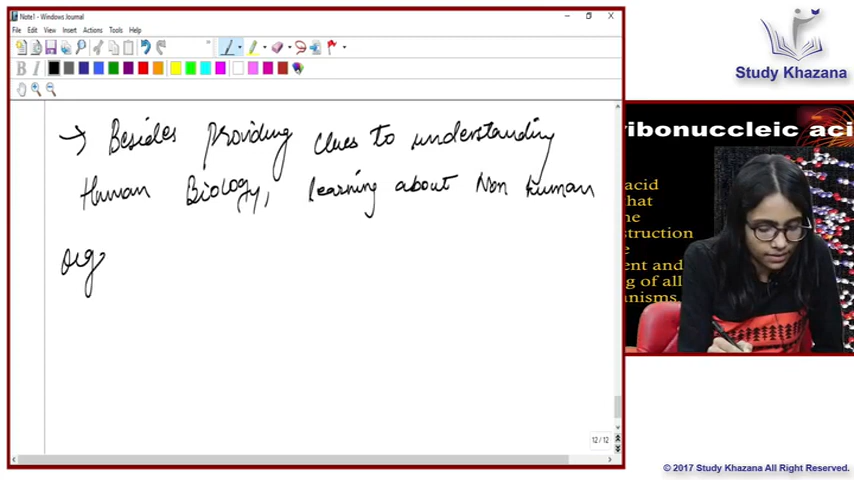 Note1 - Windows Journal
File Edit View Insert Actions Tools Help
B I
→ Besides providing clues to understanding
Human Biology, learning about Non human
Org
12 / 12
Study Khazana
ribonuccleic aci
acid
hat
ne
struction
e
ent and
g of all
anisms
© 2017 Study Khazana All Right Reserved.